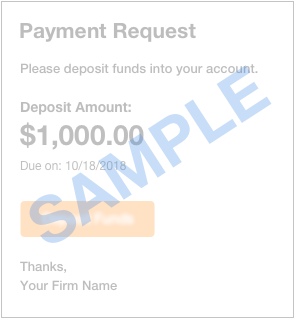 Payment Request
Please deposit funds into your account.
Deposit Amount:
$1,000.00
Due on: 10/18/2018
Funds
Thanks,
Your Firm Name
SAMPLE